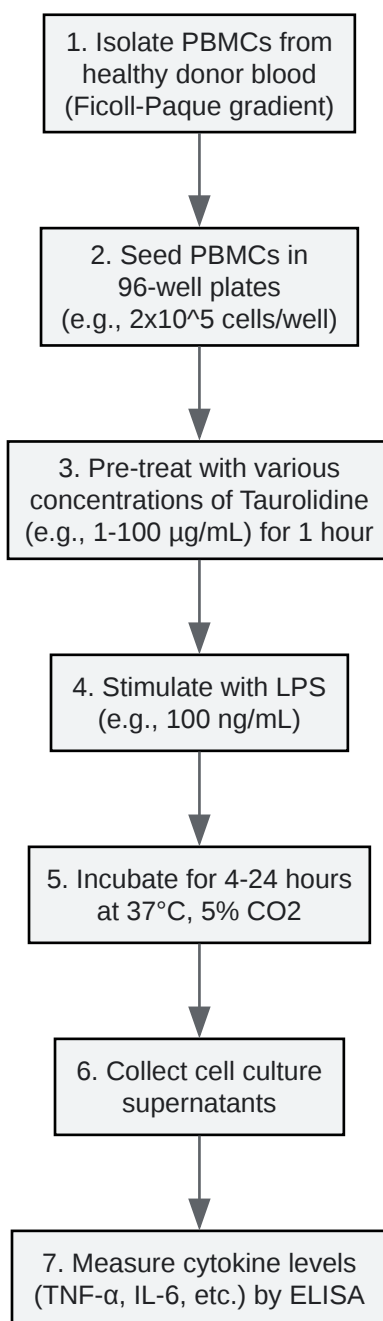 1. Isolate PBMCs from
healthy donor blood
(Ficoll-Paque gradient)
2. Seed PBMCs in
96-well plates
(e.g., 2x10^5 cells/well)
3. Pre-treat with various
concentrations of Taurolidine
(e.g., 1-100 µg/mL) for 1 hour
4. Stimulate with LPS
(e.g., 100 ng/mL)
5. Incubate for 4-24 hours
at 37°C, 5% CO2
6. Collect cell culture
supernatants
7. Measure cytokine levels
(TNF-α, IL-6, etc.) by ELISA